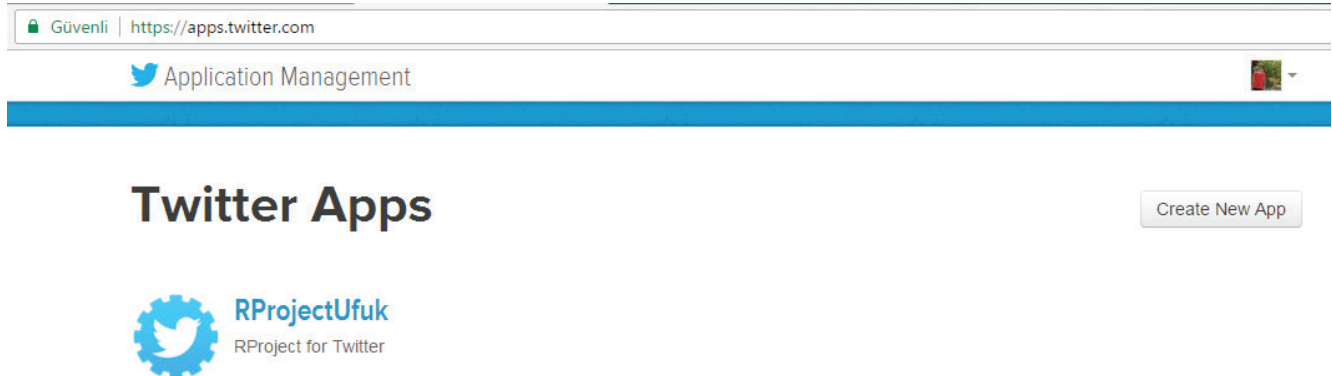 Güvenli | https://apps.twitter.com
Application Management
Twitter Apps
Create New App
RProjectUfuk
RProject for Twitter